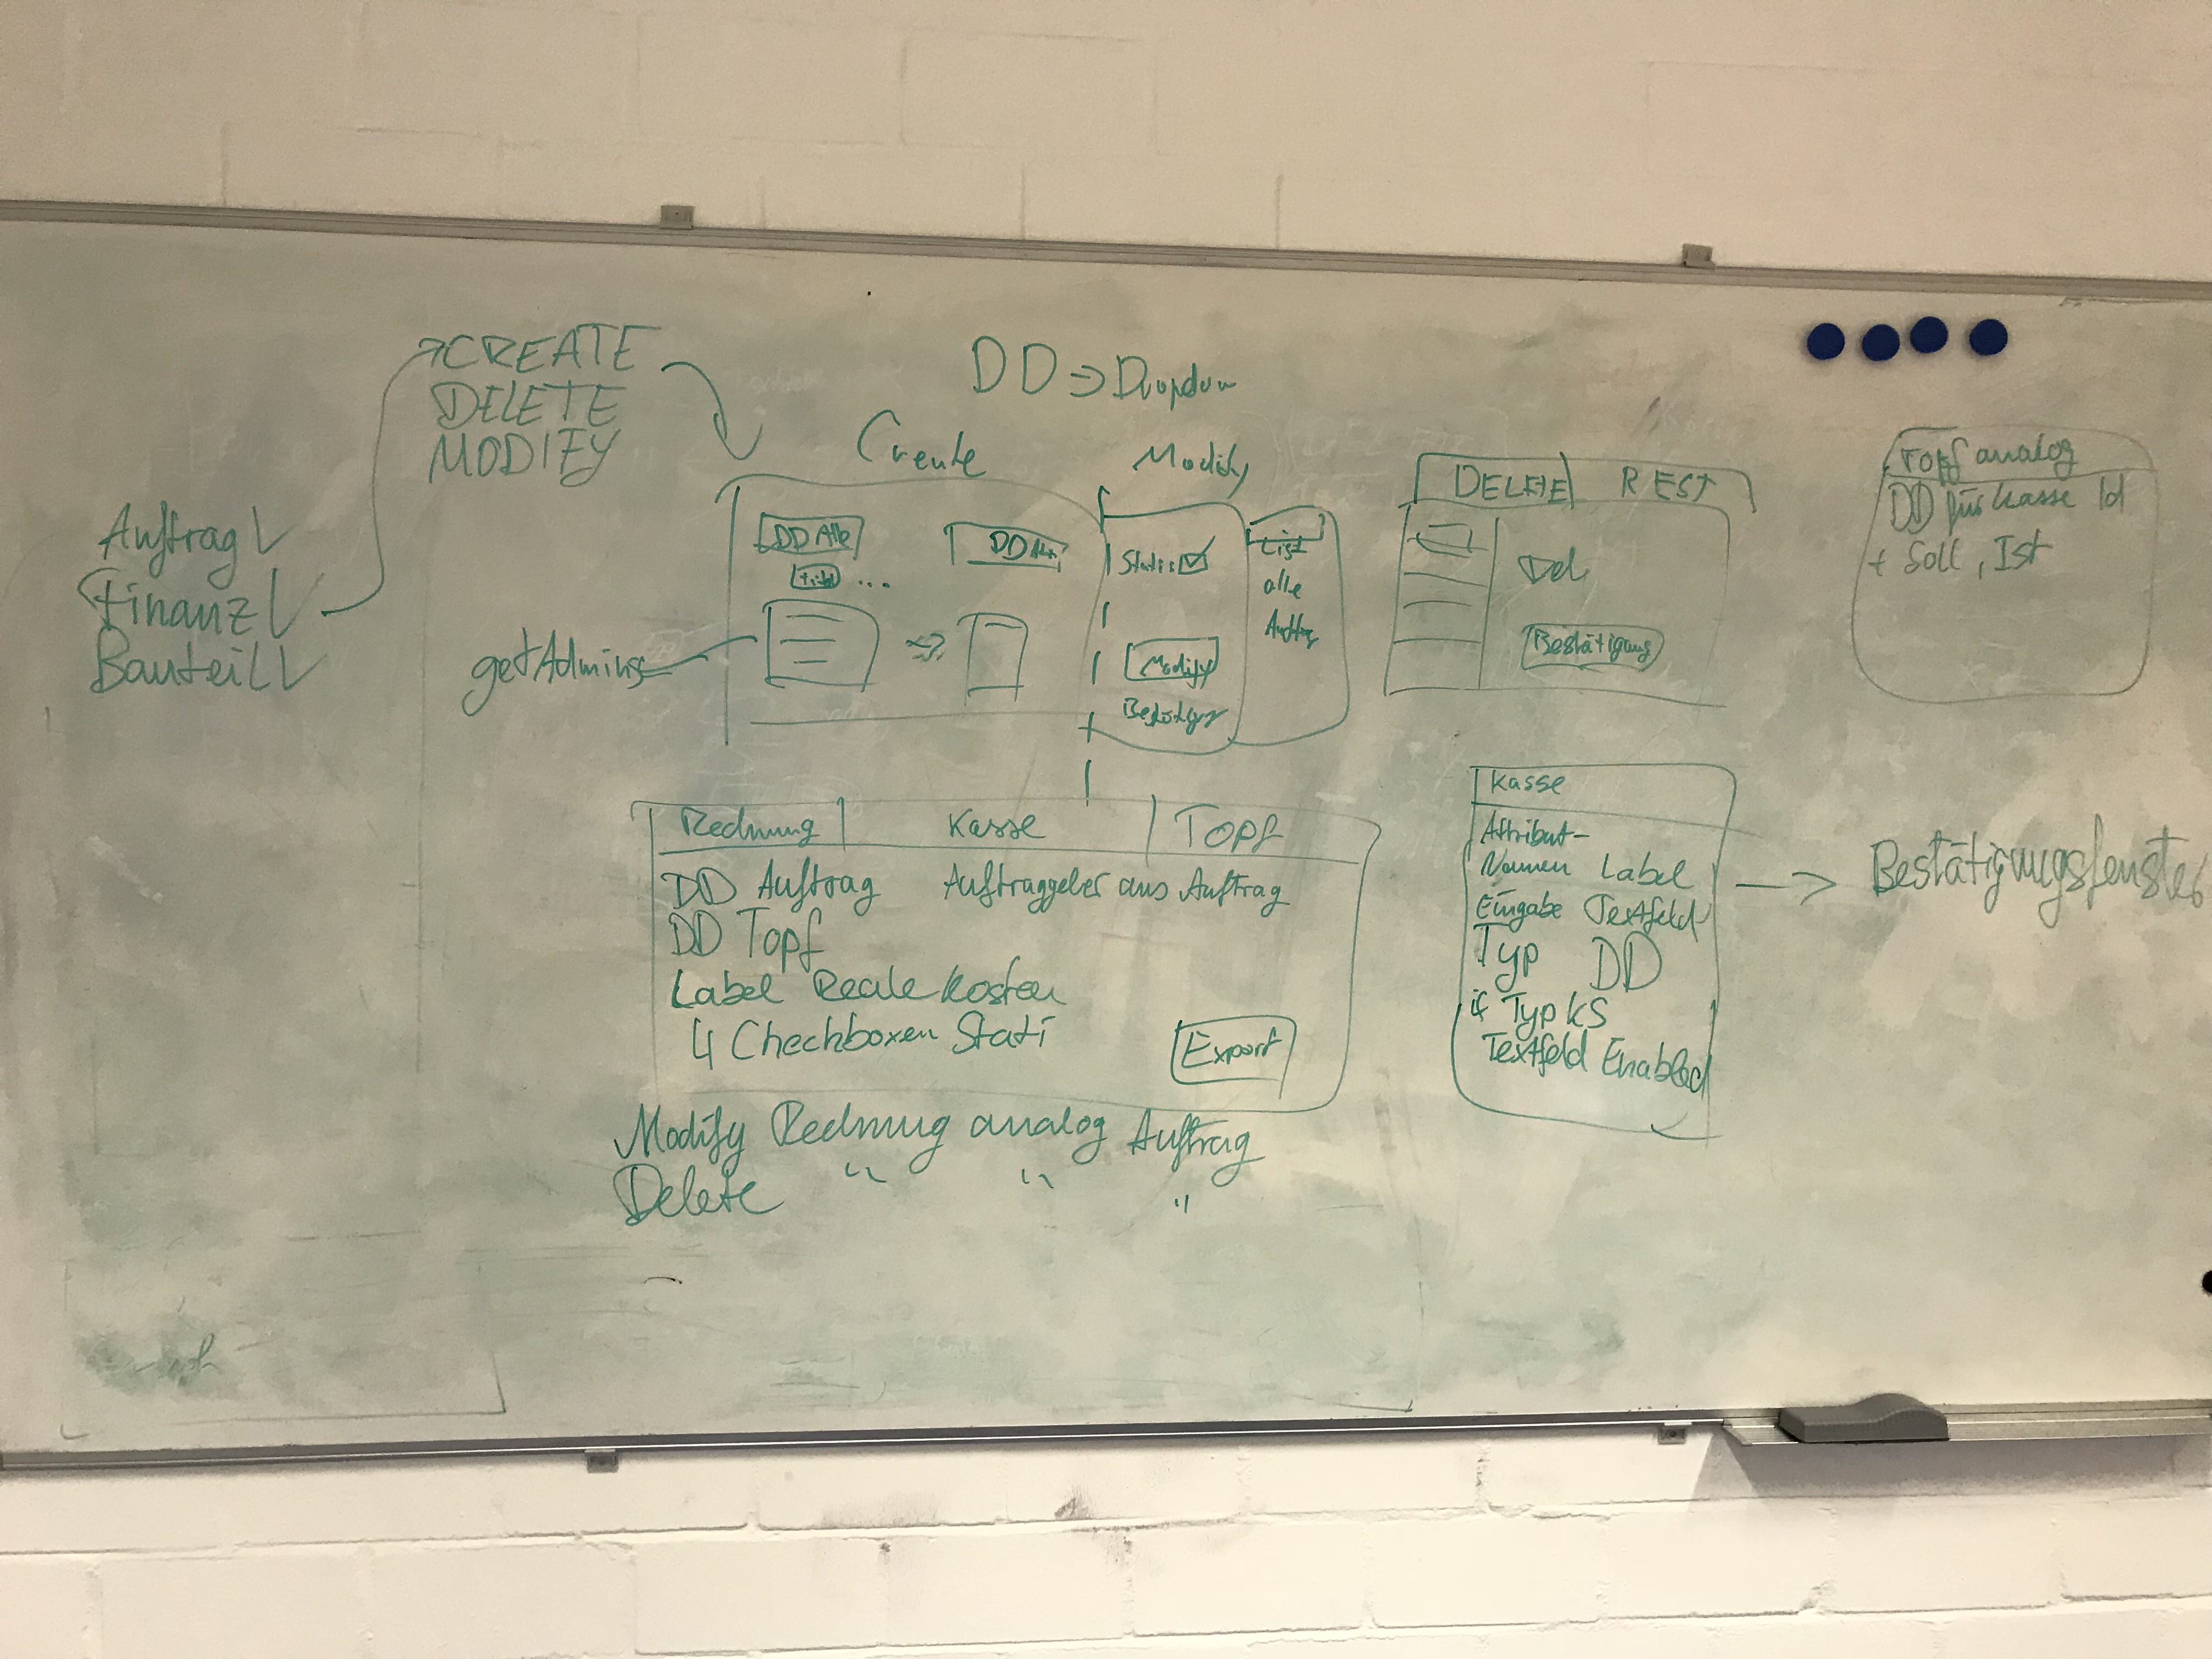 CREATE
DELETE
MODIFY
Auftrag
Finanz
Bauteil
DD => Dropdown
Create
DD Alle
DD
...
getAdmins
Modify
Status
Modify
Bestätigung
List
alle
Auftrag
DELETE REST
Del
Bestätigung
Topf analog
DD für Kasse Id
+ Soll, Ist
Rechnung Kasse Topf
DD Auftrag Auftraggeber aus Auftrag
DD Topf
Label Reale Kosten
4 Checkboxen Stati
Export
Modify Rechnung analog Auftrag
Delete " " "
Kasse
Attribut-
Namen Label
Eingabe Textfeld
Typ DD
if Typ KS
Textfeld Enabled
Bestätigungsfenster